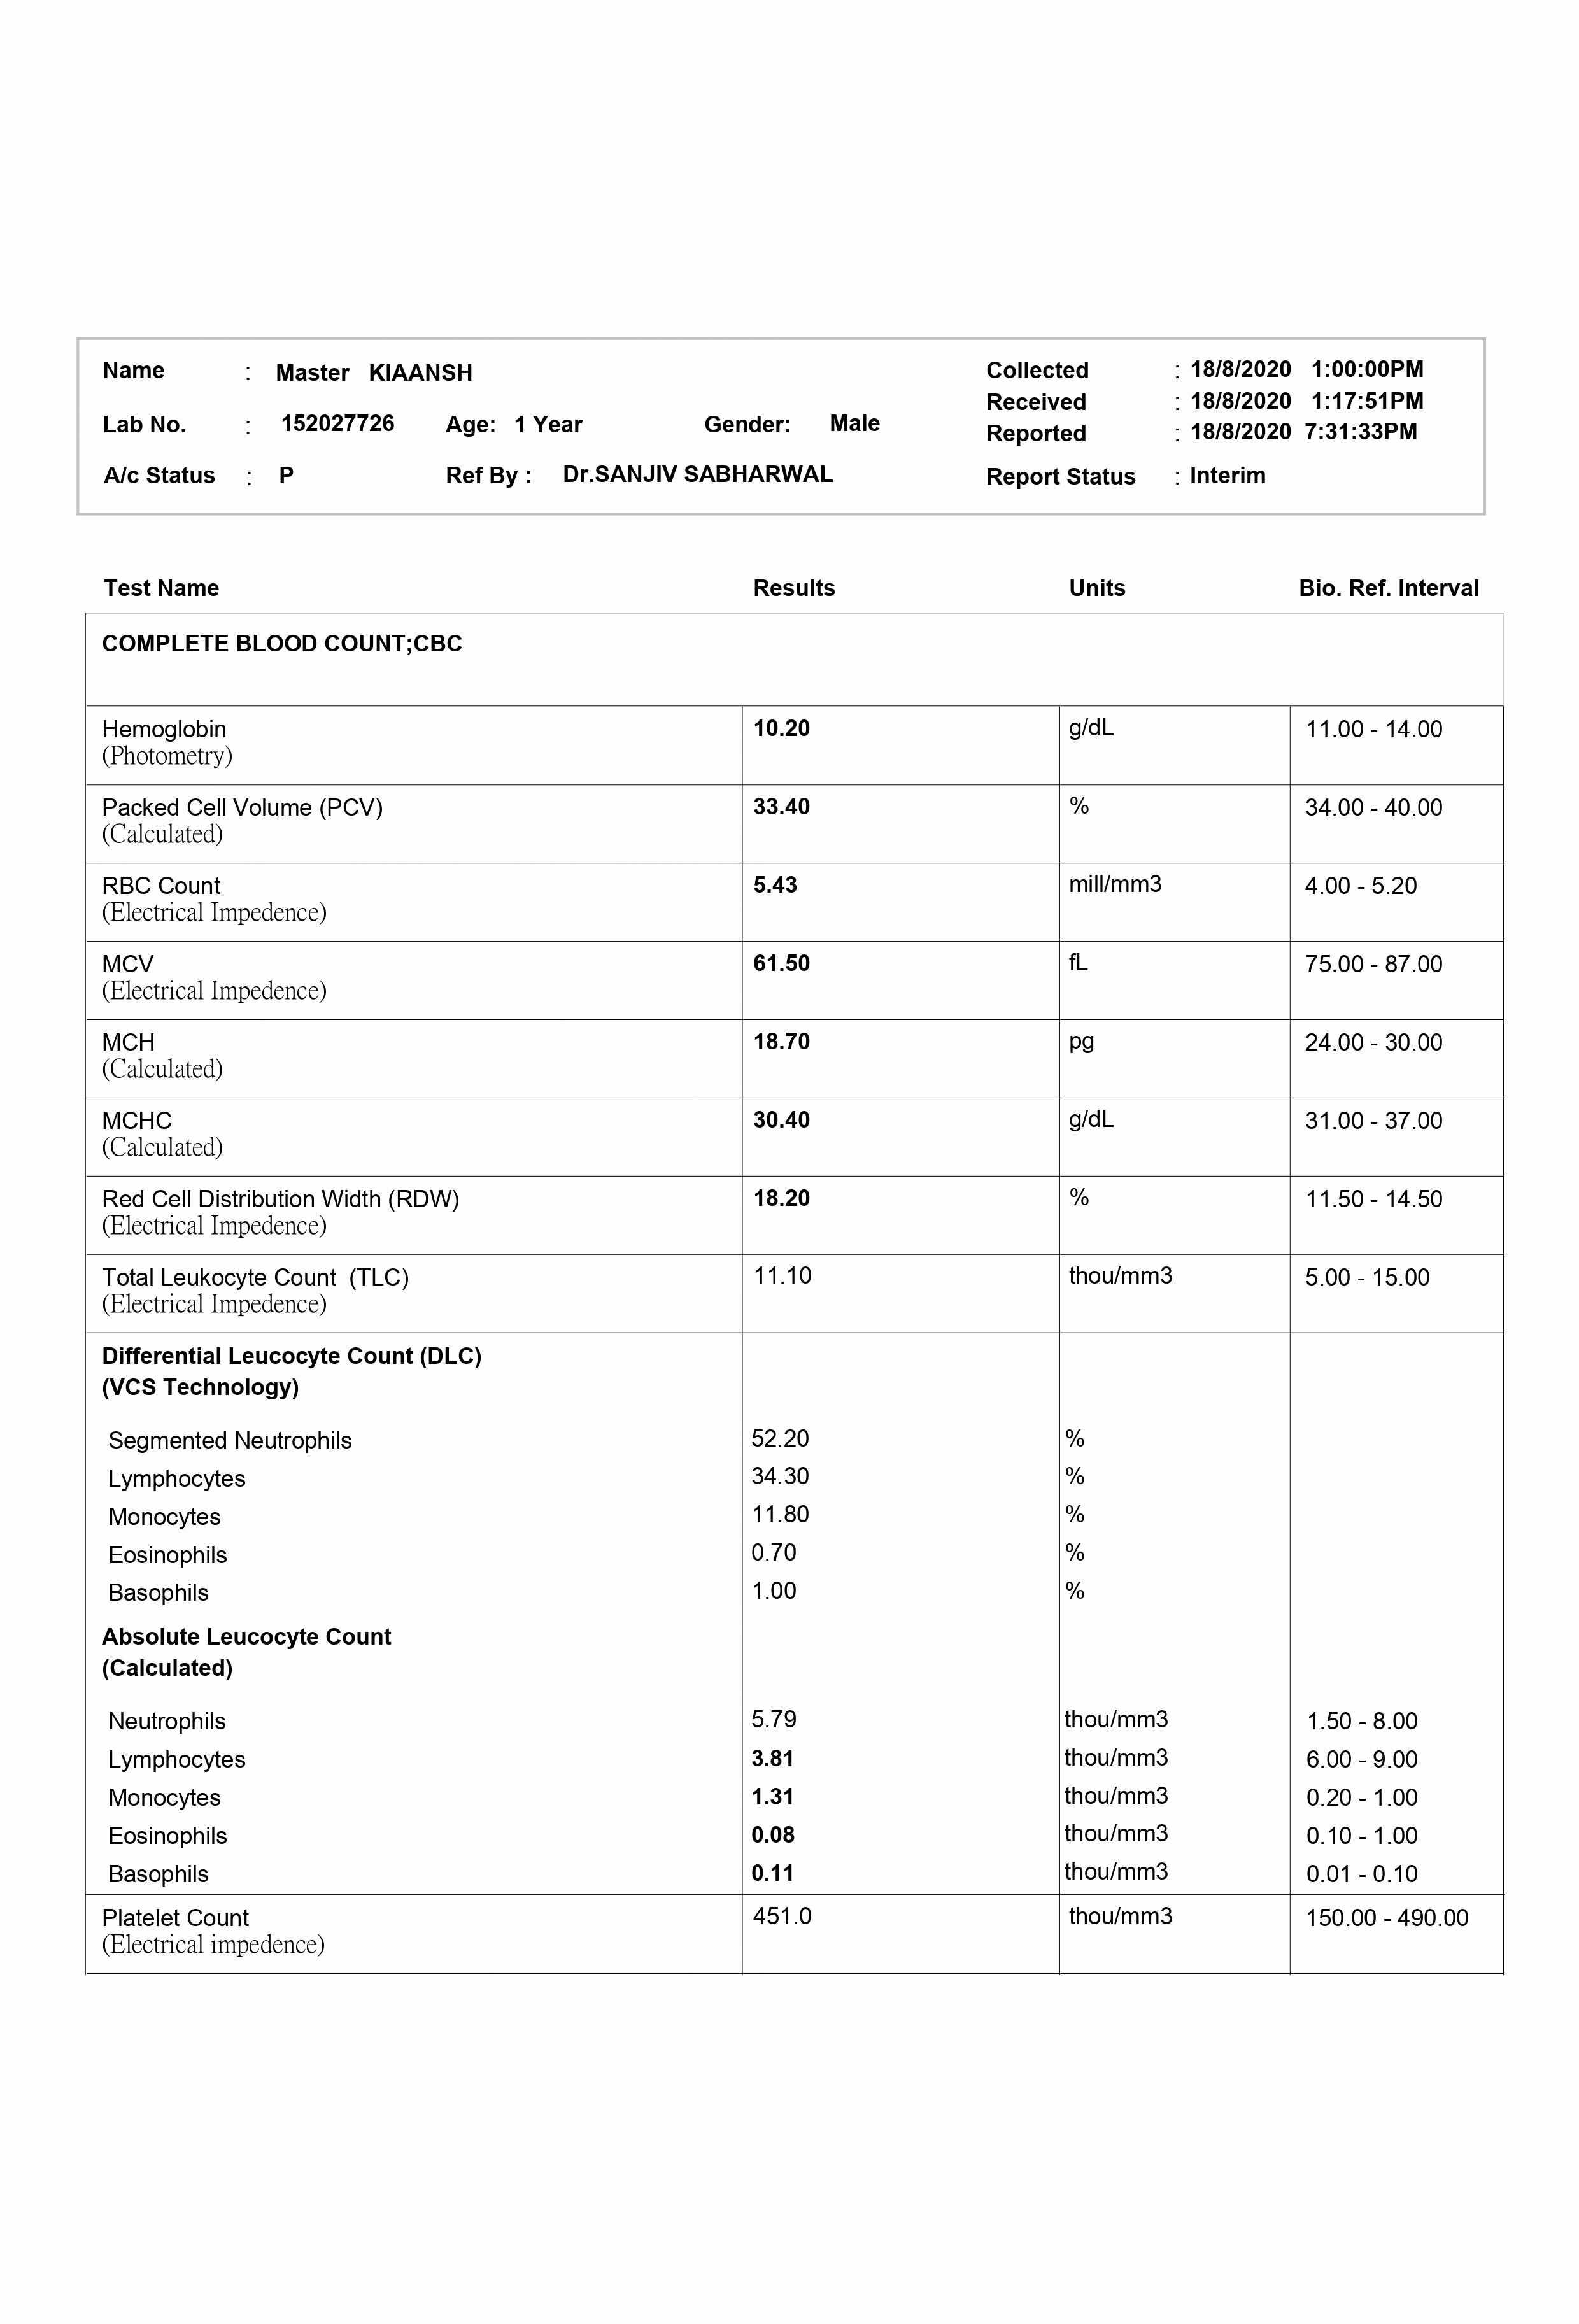 Name : Master KIAANSH
Collected : 18/8/2020 1:00:00PM
Received : 18/8/2020 1:17:51PM
Lab No. : 152027726 Age: 1 Year Gender: Male
Reported : 18/8/2020 7:31:33PM
A/c Status : P Ref By : Dr.SANJIV SABHARWAL Report Status : Interim
Test Name Results Units Bio. Ref. Interval
COMPLETE BLOOD COUNT;CBC
Hemoglobin 10.20 g/dL 11.00 - 14.00
(Photometry)
Packed Cell Volume (PCV) 33.40 % 34.00 - 40.00
(Calculated)
RBC Count 5.43 mill/mm3 4.00 - 5.20
(Electrical Impedence)
MCV 61.50 fL 75.00 - 87.00
(Electrical Impedence)
MCH 18.70 pg 24.00 - 30.00
(Calculated)
MCHC 30.40 g/dL 31.00 - 37.00
(Calculated)
Red Cell Distribution Width (RDW) 18.20 % 11.50 - 14.50
(Electrical Impedence)
Total Leukocyte Count (TLC) 11.10 thou/mm3 5.00 - 15.00
(Electrical Impedence)
Differential Leucocyte Count (DLC)
(VCS Technology)
Segmented Neutrophils 52.20 %
Lymphocytes 34.30 %
Monocytes 11.80 %
Eosinophils 0.70 %
Basophils 1.00 %
Absolute Leucocyte Count
(Calculated)
Neutrophils 5.79 thou/mm3 1.50 - 8.00
Lymphocytes 3.81 thou/mm3 6.00 - 9.00
Monocytes 1.31 thou/mm3 0.20 - 1.00
Eosinophils 0.08 thou/mm3 0.10 - 1.00
Basophils 0.11 thou/mm3 0.01 - 0.10
Platelet Count 451.0 thou/mm3 150.00 - 490.00
(Electrical impedence)